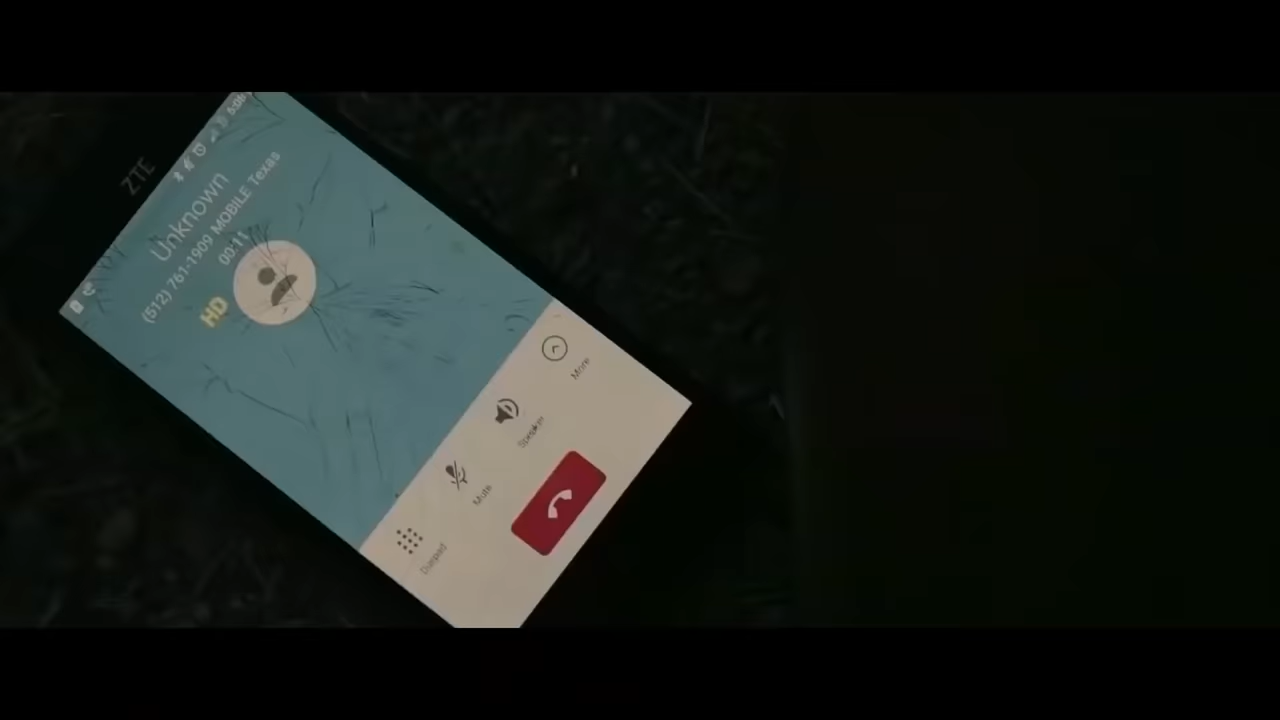 ZTE
Unknown
(512) 761-1909 MOBILE Texas
00:11
HD
More
Speaker
Mute
Dialpad